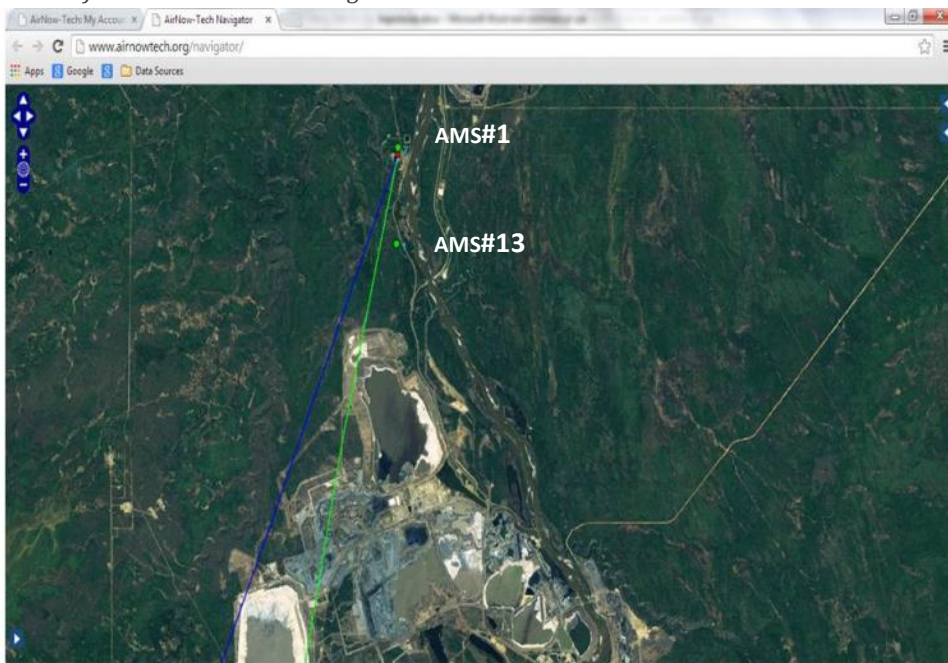 AirNow-Tech: My Accou
AirNow-Tech Navigator
www.airnowtech.org/navigator/
Apps
Google
Data Sources
AMS#1
AMS#13